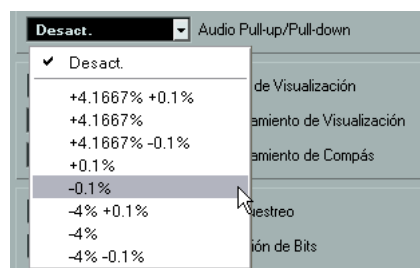 Desact. Audio Pull-up/Pull-down
✔ Desact.
de Visualización
+4.1667% +0.1%
+4.1667% amiento de Visualización
+4.1667% -0.1%
amiento de Compás
+0.1%
-0.1%
-4% +0.1% uestreo
-4%
ión de Bits
-4% -0.1%